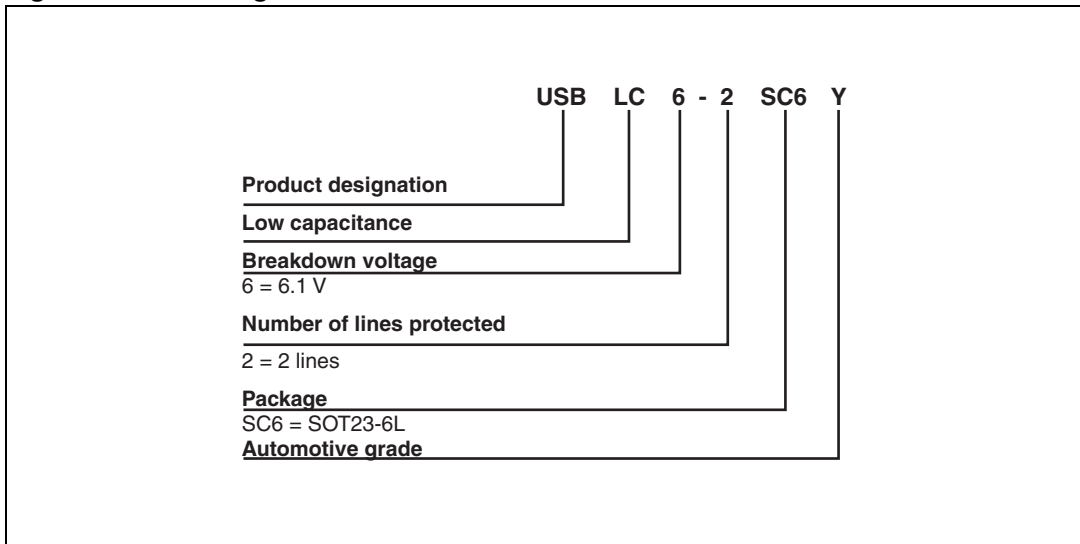 USB LC 6 - 2 SC6 Y
Product designation
Low capacitance
Breakdown voltage
6 = 6.1 V
Number of lines protected
2 = 2 lines
Package
SC6 = SOT23-6L
Automotive grade